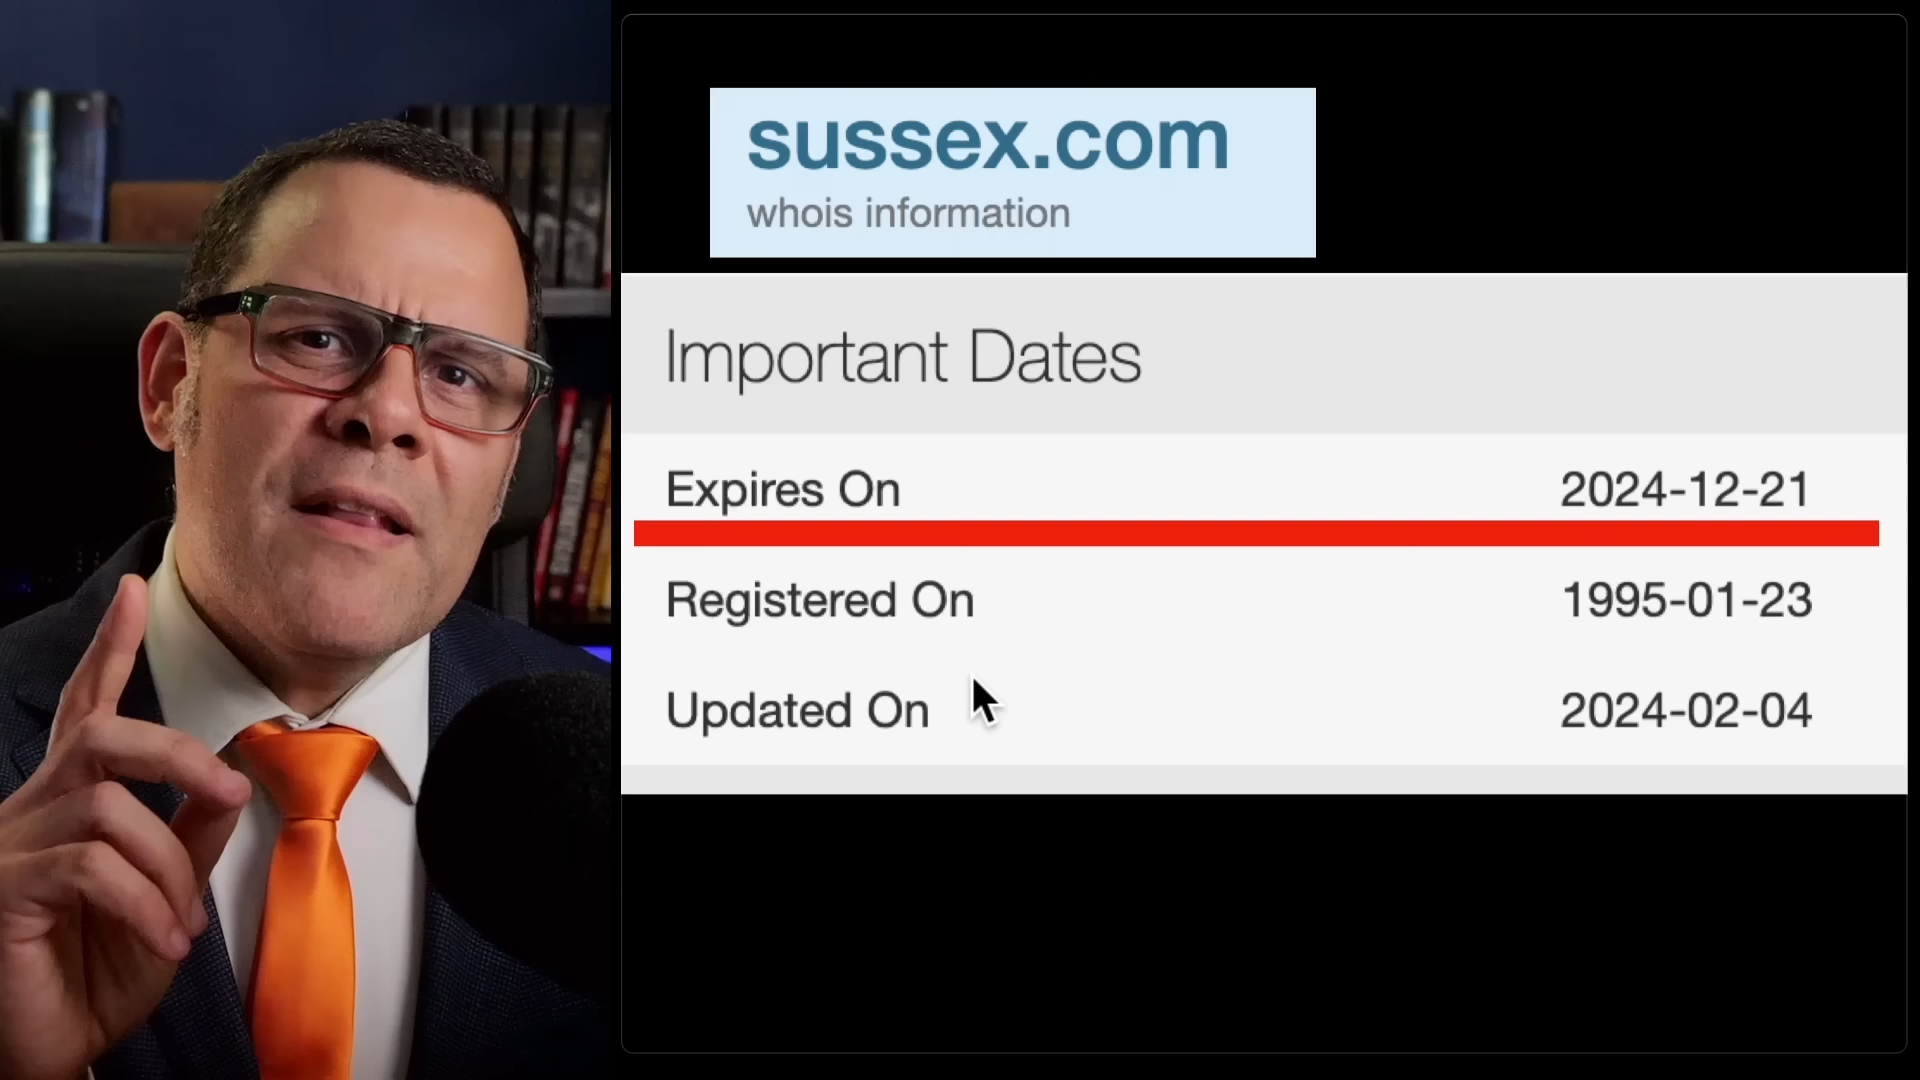 sussex.com
whois information
Important Dates
Expires On 2024-12-21
Registered On 1995-01-23
Updated On 2024-02-04